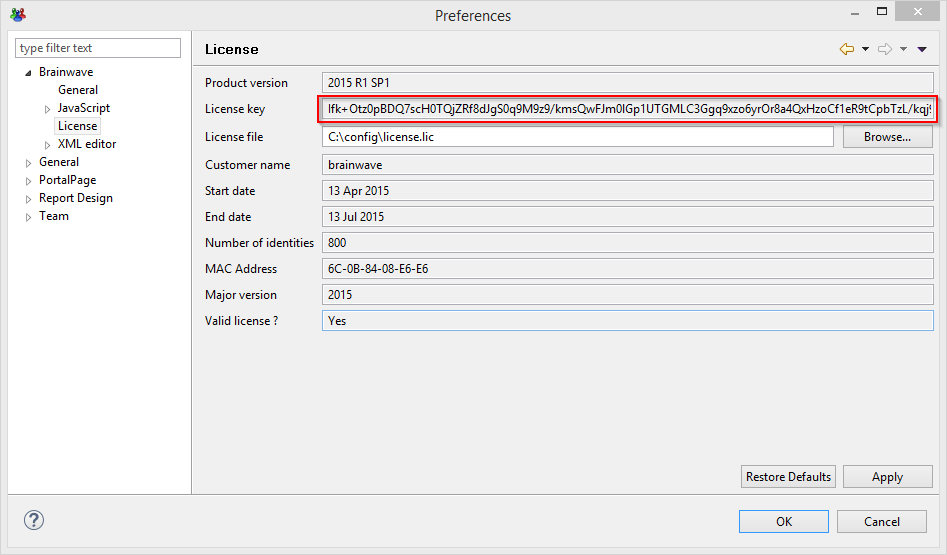 Preferences
type filter text
Brainwave
General
JavaScript
License
XML editor
General
PortalPage
Report Design
Team
License
Product version 2015 R1 SP1
License key lfk+Otz0pBDQ7scH0TQjZRf8dJgS0q9M9z9/kmsQwFJm0IGp1UTGMLC3Ggq9xzo6yrOr8a4QxHzoCf1eR9tCpbTzL/kqj
License file C:\config\license.lic Browse...
Customer name brainwave
Start date 13 Apr 2015
End date 13 Jul 2015
Number of identities 800
MAC Address 6C-0B-84-08-E6-E6
Major version 2015
Valid license ? Yes
Restore Defaults Apply
? OK Cancel